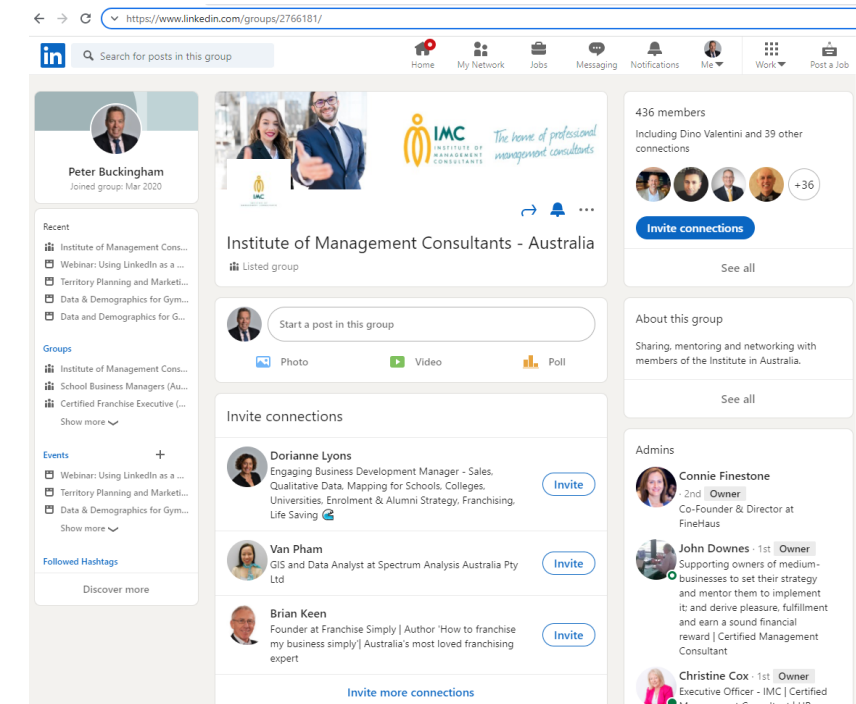 https://www.linkedin.com/groups/2766181/
in
Search for posts in this group
Home
My Network
Jobs
Messaging
Notifications
Me
Work
Post a Job
Peter Buckingham
Joined group: Mar 2020
Recent
Institute of Management Cons...
Webinar: Using LinkedIn as a ...
Territory Planning and Marketi...
Data & Demographics for Gym...
Data and Demographics for G...
Groups
Institute of Management Cons...
School Business Managers (Au...
Certified Franchise Executive (...
Show more
Events +
Webinar: Using LinkedIn as a ...
Territory Planning and Marketi...
Data & Demographics for Gym...
Show more
Followed Hashtags
Discover more
IMC
INSTITUTE OF
MANAGEMENT
CONSULTANTS
The home of professional
management consultants
IMC
Institute of Management Consultants - Australia
Listed group
Start a post in this group
Photo
Video
Poll
Invite connections
Dorianne Lyons
Engaging Business Development Manager - Sales,
Qualitative Data, Mapping for Schools, Colleges,
Universities, Enrolment & Alumni Strategy, Franchising,
Life Saving 🌊
Invite
Van Pham
GIS and Data Analyst at Spectrum Analysis Australia Pty
Ltd
Invite
Brian Keen
Founder at Franchise Simply | Author 'How to franchise
my business simply'| Australia's most loved franchising
expert
Invite
Invite more connections
436 members
Including Dino Valentini and 39 other
connections
+36
Invite connections
See all
About this group
Sharing, mentoring and networking with
members of the Institute in Australia.
See all
Admins
Connie Finestone
· 2nd Owner
Co-Founder & Director at
FineHaus
John Downes · 1st Owner
Supporting owners of medium-
businesses to set their strategy
and mentor them to implement
it; and derive pleasure, fulfillment
and earn a sound financial
reward | Certified Management
Consultant
Christine Cox · 1st Owner
Executive Officer - IMC | Certified